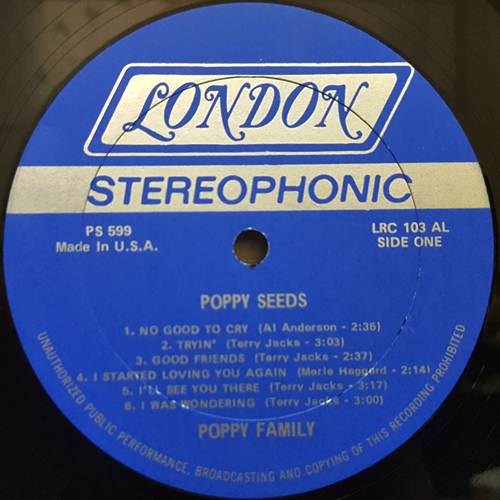 LONDON
STEREOPHONIC
PS 599
Made In U.S.A.
LRC 103 AL
SIDE ONE
POPPY SEEDS
1. NO GOOD TO CRY (Al Anderson - 2:35)
2. TRYIN' (Terry Jacks - 3:03)
3. GOOD FRIENDS (Terry Jacks - 2:37)
4. I STARTED LOVING YOU AGAIN (Merle Haggard - 2:14)
5. I'LL SEE YOU THERE (Terry Jacks - 3:17)
6. I WAS WONDERING (Terry Jacks - 3:00)
POPPY FAMILY
UNAUTHORIZED PUBLIC PERFORMANCE, BROADCASTING AND COPYING OF THIS RECORDING PROHIBITED